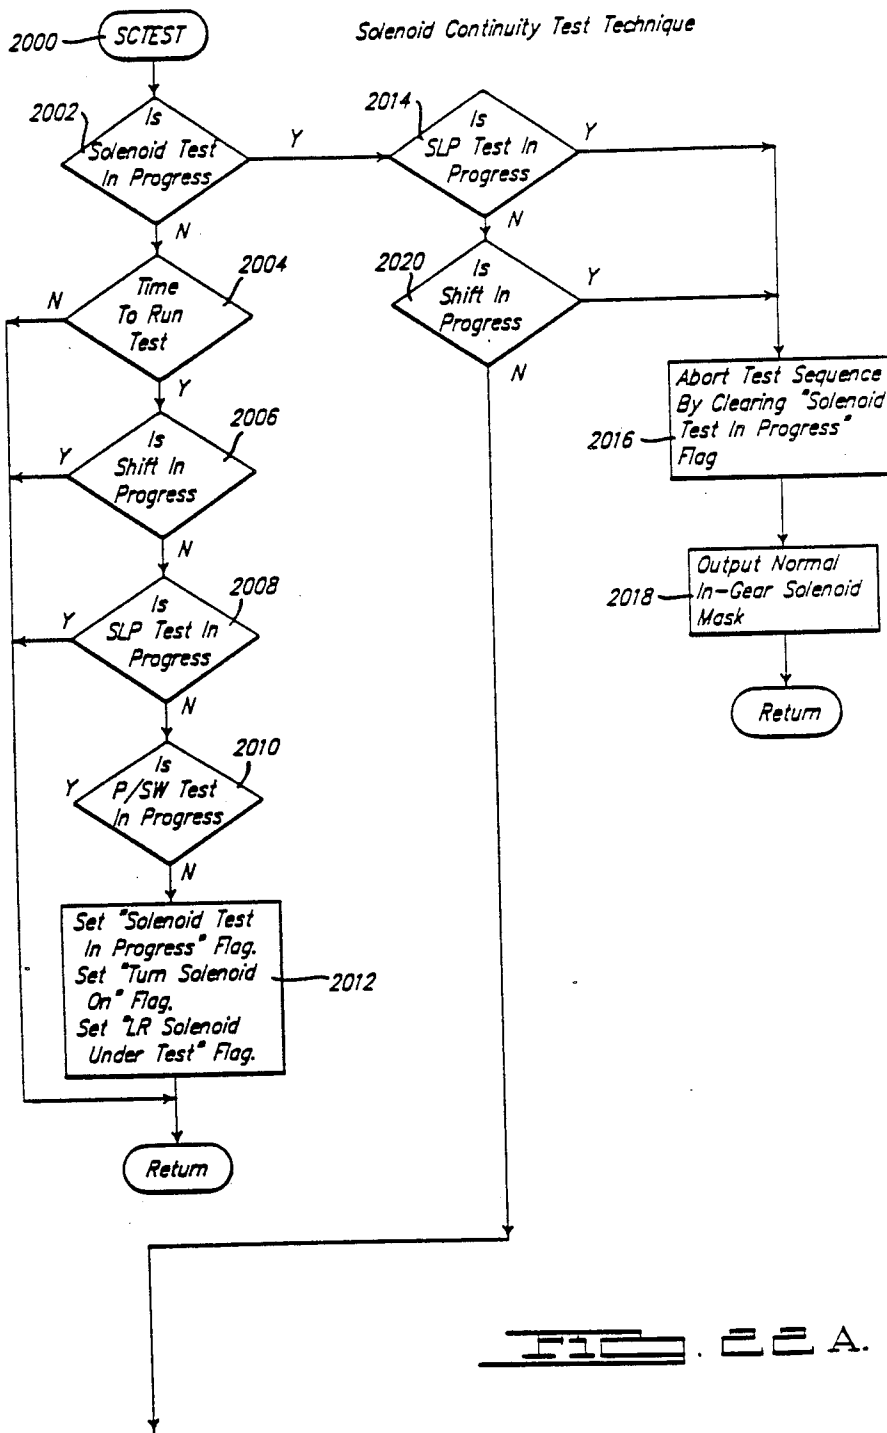 Solenoid Continuity Test Technique
2000
SCTEST
2002
Is
Solenoid Test
In Progress
Y
N
2014
Is
SLP Test In
Progress
Y
N
2004
Time
To Run
Test
N
Y
2020
Is
Shift In
Progress
Y
N
2006
Is
Shift In
Progress
Y
N
Abort Test Sequence
By Clearing "Solenoid
Test In Progress"
Flag
2016
2008
Is
SLP Test In
Progress
Y
N
Output Normal
In-Gear Solenoid
Mask
2018
Return
2010
Is
P/SW Test
In Progress
Y
N
Set "Solenoid Test
In Progress" Flag.
Set "Turn Solenoid
On" Flag.
Set "LR Solenoid
Under Test" Flag.
2012
Return
FIG. 22 A.